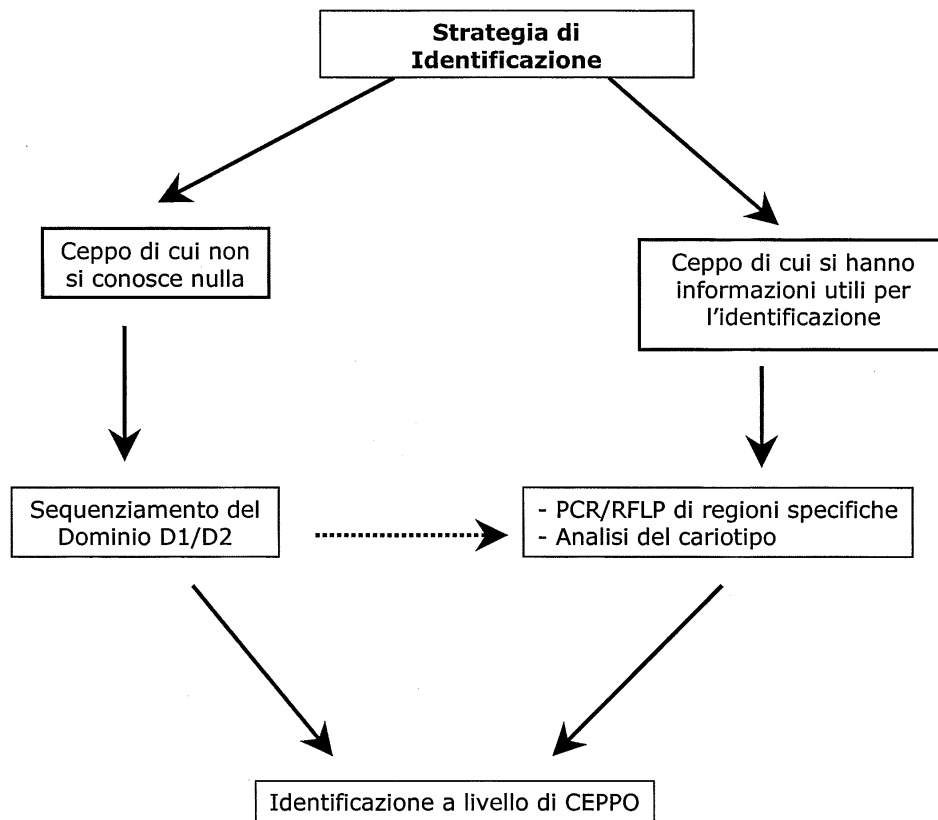 Strategia di
Identificazione
Ceppo di cui non
si conosce nulla
Ceppo di cui si hanno
informazioni utili per
l'identificazione
Sequenziamento del
Dominio D1/D2
- PCR/RFLP di regioni specifiche
- Analisi del cariotipo
Identificazione a livello di CEPPO